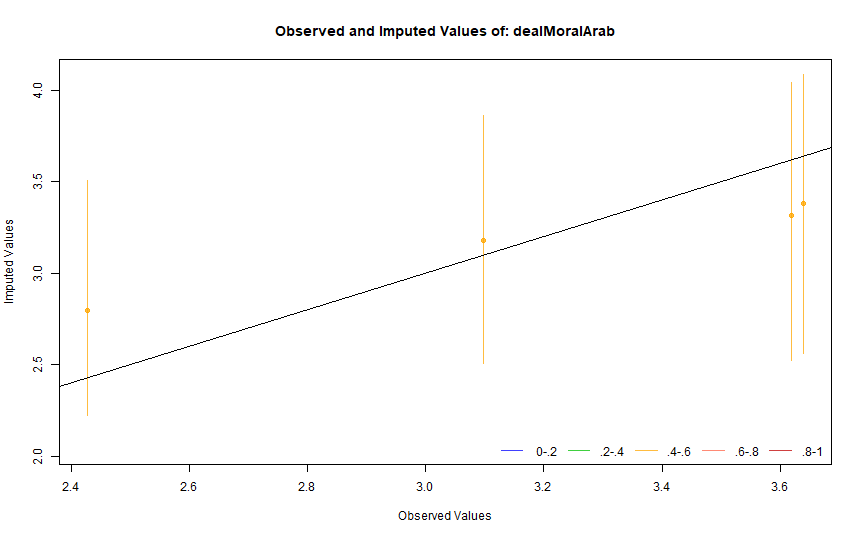 Observed and Imputed Values of: dealMoralArab
Imputed Values
4.0
3.5
3.0
2.5
2.0
0-.2 .2-.4 .4-.6 .6-.8 .8-1
2.4 2.6 2.8 3.0 3.2 3.4 3.6
Observed Values